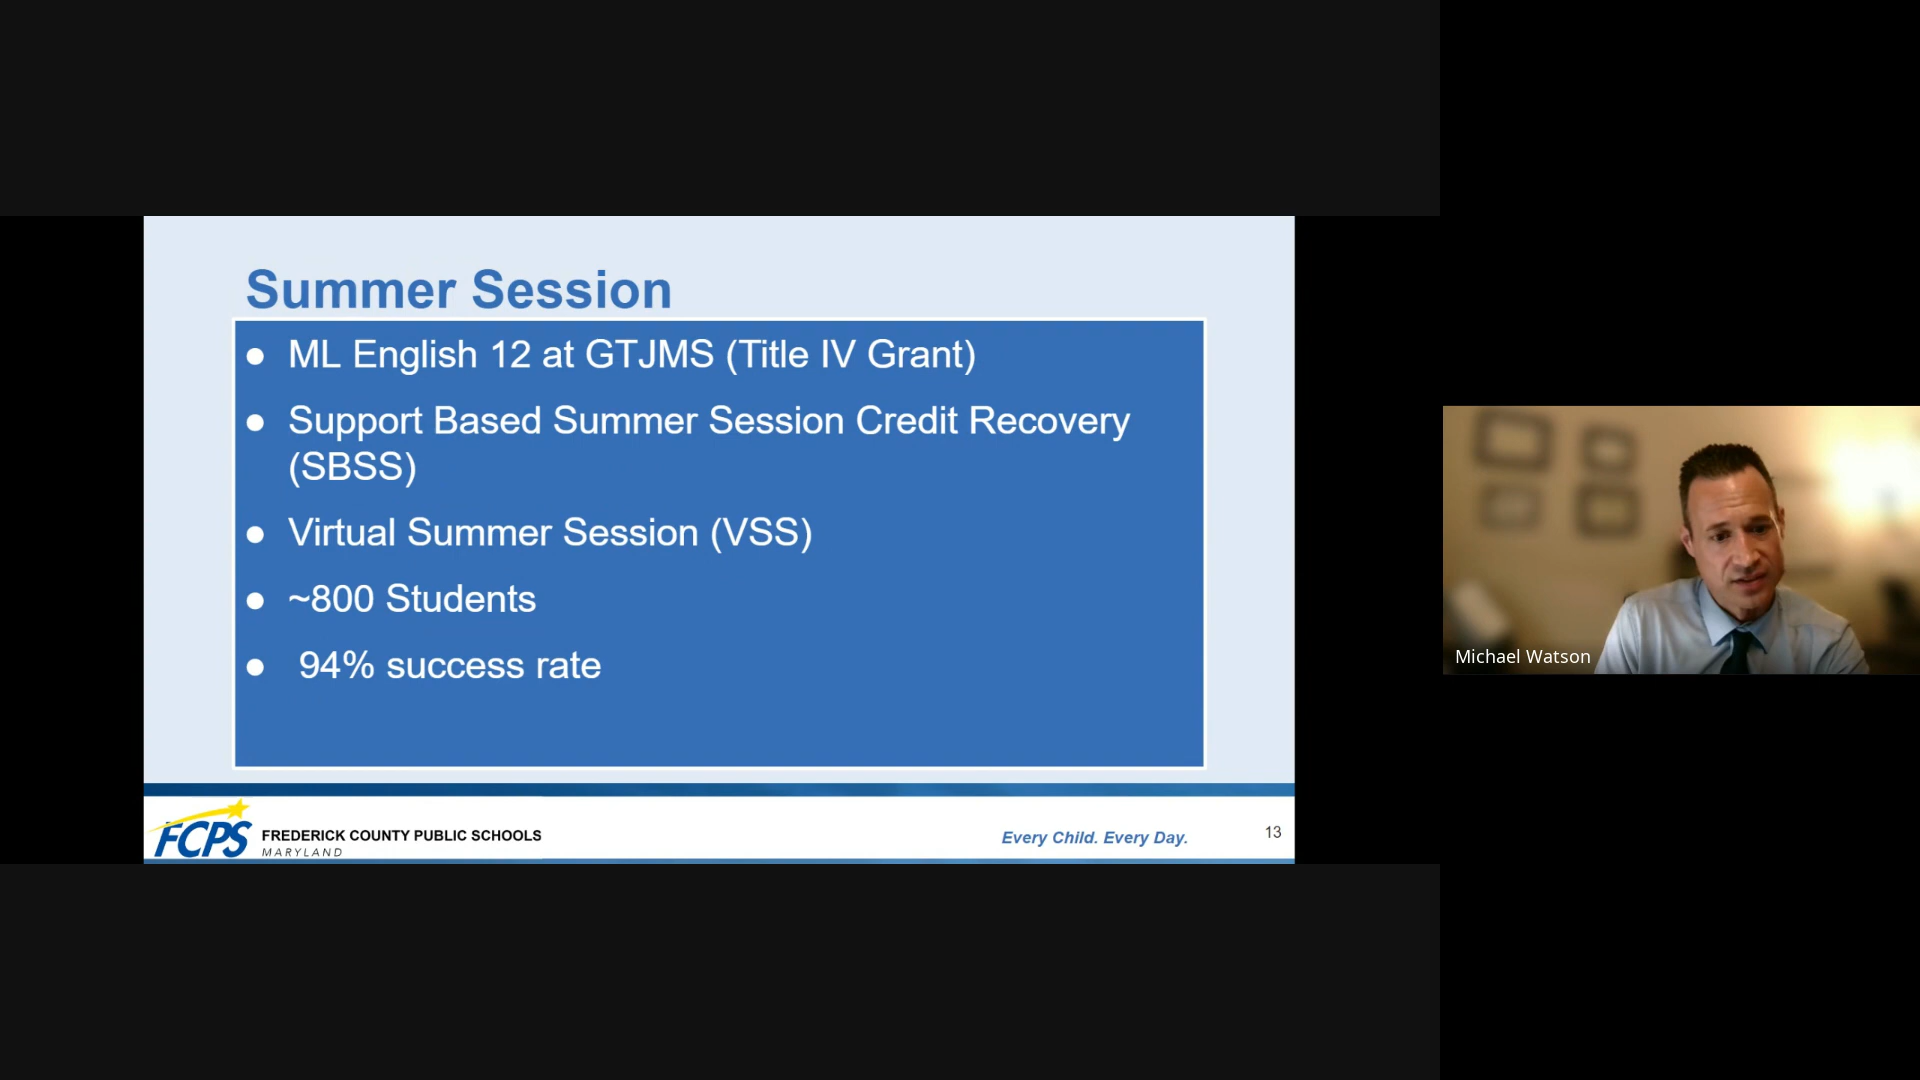 Summer Session
● ML English 12 at GTJMS (Title IV Grant)
● Support Based Summer Session Credit Recovery
(SBSS)
● Virtual Summer Session (VSS)
● ~800 Students
● 94% success rate
FCPS
FREDERICK COUNTY PUBLIC SCHOOLS
MARYLAND
Every Child. Every Day.
13
Michael Watson